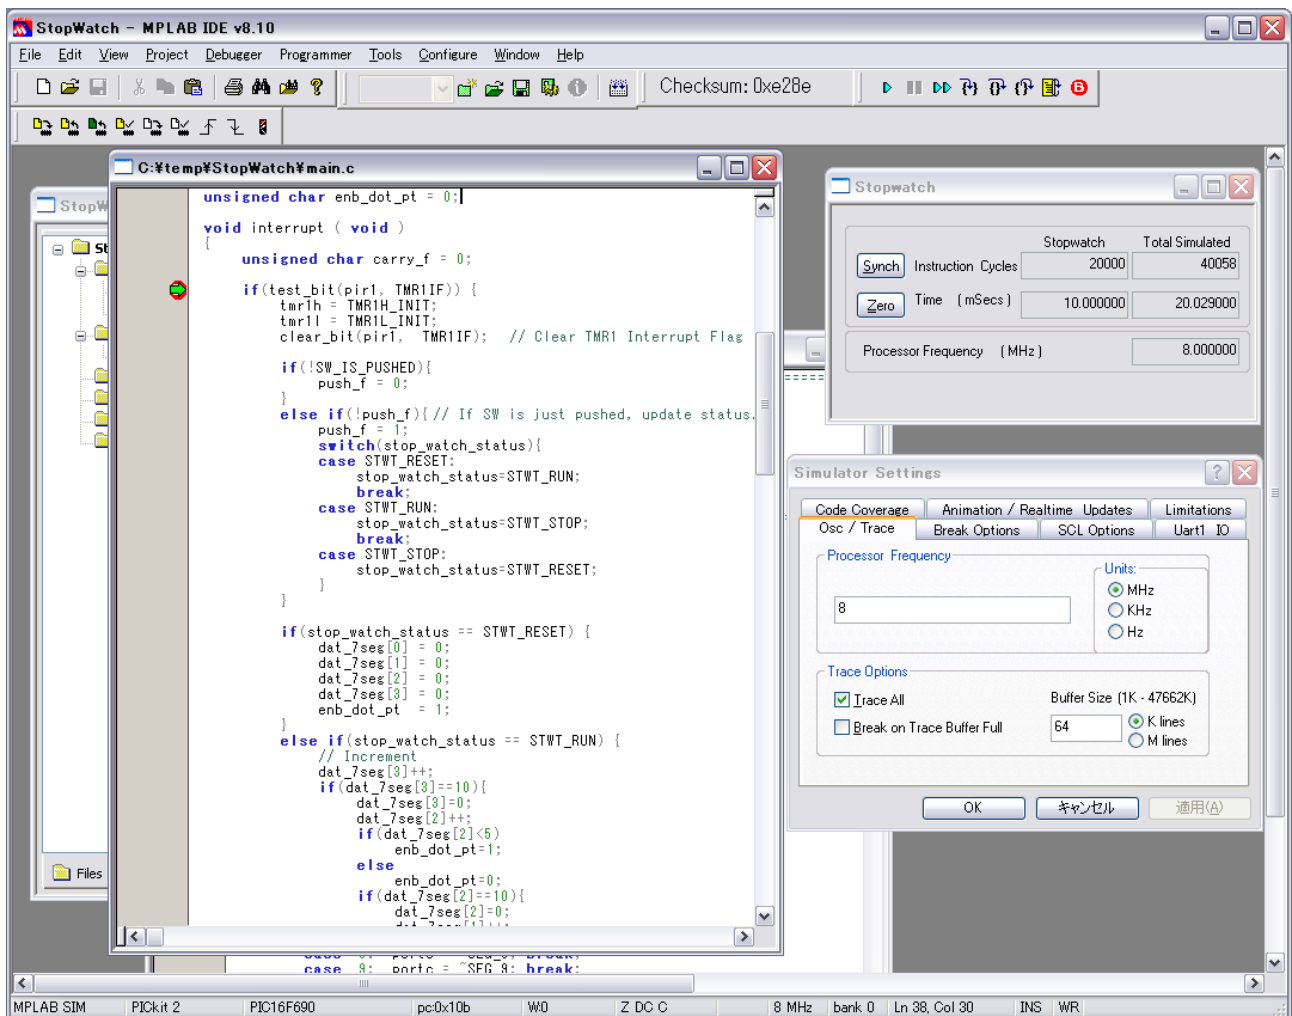 StopWatch - MPLAB IDE v8.10
File Edit View Project Debugger Programmer Tools Configure Window Help
Checksum: 0xe28e
C:¥temp¥StopWatch¥main.c
unsigned char enb_dot_pt = 0;
void interrupt ( void )
{
unsigned char carry_f = 0;
if(test_bit(pir1, TMR1IF)) {
tmr1h = TMR1H_INIT;
tmr1l = TMR1L_INIT;
clear_bit(pir1, TMR1IF); // Clear TMR1 Interrupt Flag
if(!SW_IS_PUSHED){
push_f = 0;
}
else if(!push_f){ // If SW is just pushed, update status.
push_f = 1;
switch(stop_watch_status){
case STWT_RESET:
stop_watch_status=STWT_RUN;
break;
case STWT_RUN:
stop_watch_status=STWT_STOP;
break;
case STWT_STOP:
stop_watch_status=STWT_RESET;
}
}
if(stop_watch_status == STWT_RESET) {
dat_7seg[0] = 0;
dat_7seg[1] = 0;
dat_7seg[2] = 0;
dat_7seg[3] = 0;
enb_dot_pt = 1;
}
else if(stop_watch_status == STWT_RUN) {
// Increment
dat_7seg[3]++;
if(dat_7seg[3]==10){
dat_7seg[3]=0;
dat_7seg[2]++;
if(dat_7seg[2]<5)
enb_dot_pt=1;
else
enb_dot_pt=0;
if(dat_7seg[2]==10){
dat_7seg[2]=0;
dat_7seg[1]++;
case 9: portc = ~SEG_9; break;
StopW
St
Files
Stopwatch
Stopwatch Total Simulated
Synch Instruction Cycles 20000 40058
Zero Time (mSecs) 10.000000 20.029000
Processor Frequency (MHz) 8.000000
Simulator Settings
Code Coverage Animation / Realtime Updates Limitations
Osc / Trace Break Options SCL Options Uart1 IO
Processor Frequency
8
Units:
MHz
KHz
Hz
Trace Options
Trace All
Break on Trace Buffer Full
Buffer Size (1K - 47662K)
64
K lines
M lines
OK キャンセル 適用(A)
MPLAB SIM PICkit 2 PIC16F690 pc:0x10b W:0 Z DC C 8 MHz bank 0 Ln 38, Col 30 INS WR